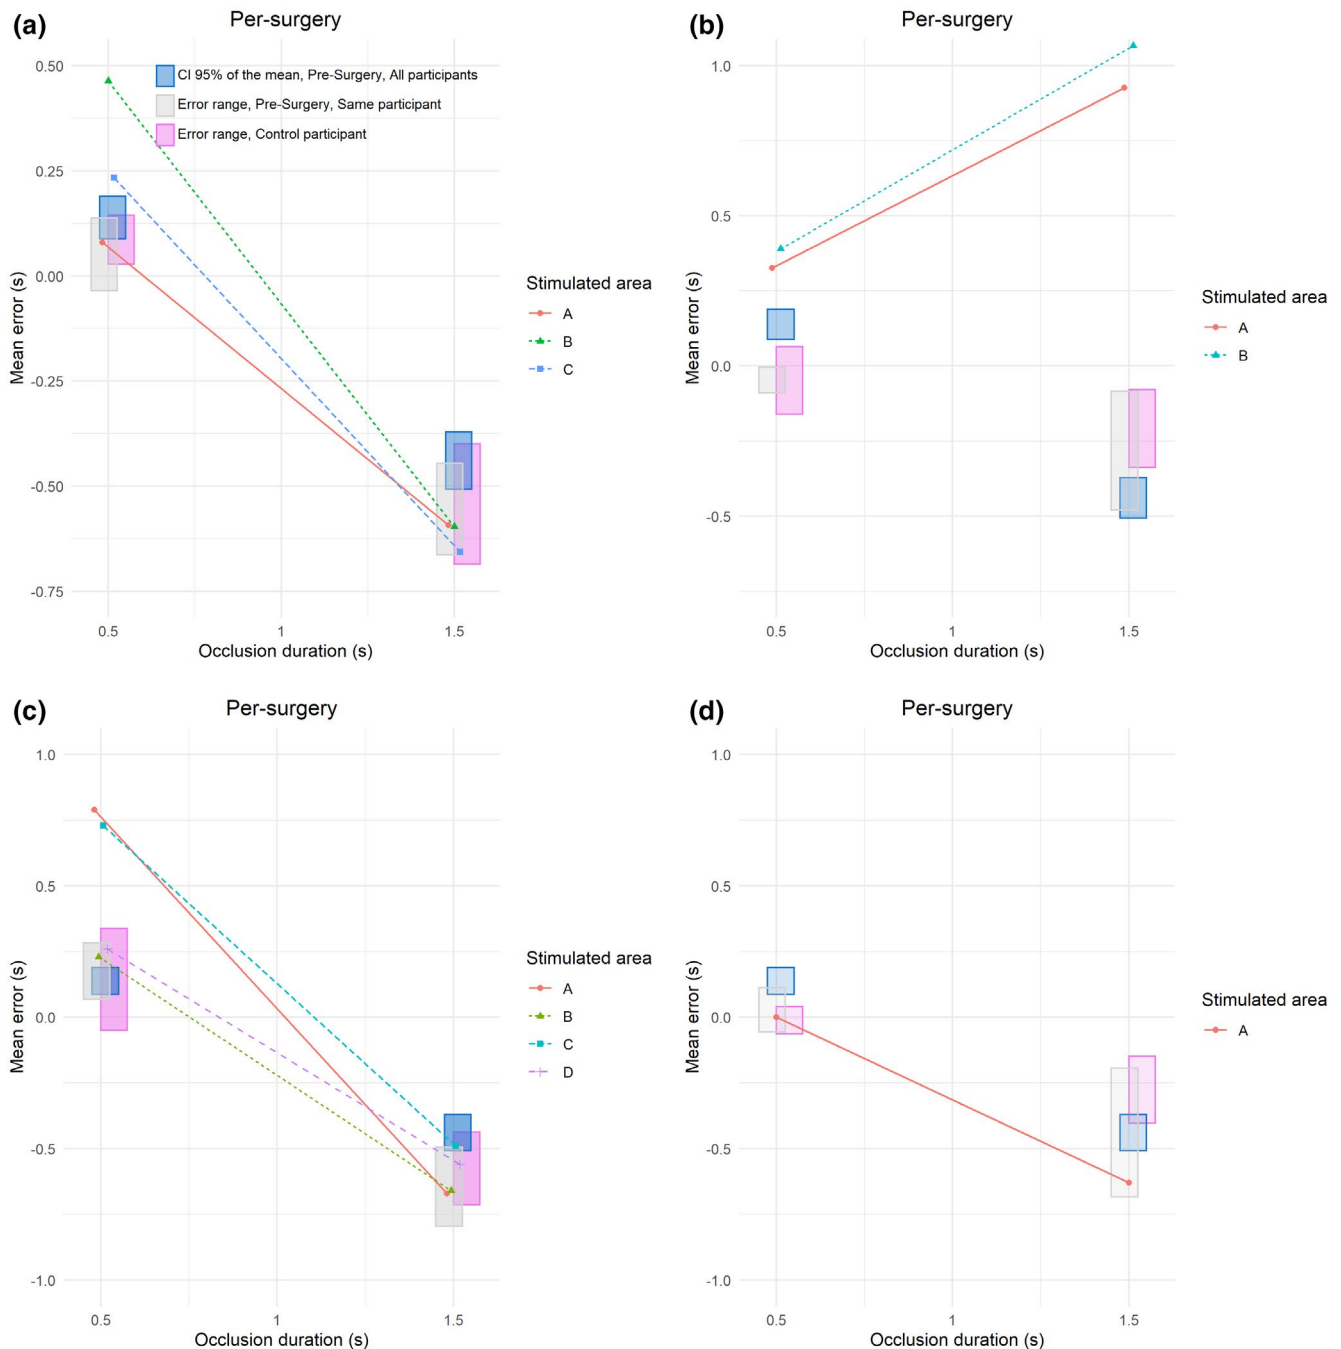 (a)
Per-surgery
0.50
0.25
0.00
-0.25
-0.50
-0.75
Mean error (s)
CI 95% of the mean, Pre-Surgery, All participants
Error range, Pre-Surgery, Same participant
Error range, Control participant
0.5
1
1.5
Occlusion duration (s)
Stimulated area
A
B
C
(b)
Per-surgery
1.0
0.5
0.0
-0.5
Mean error (s)
0.5
1
1.5
Occlusion duration (s)
Stimulated area
A
B
(c)
Per-surgery
1.0
0.5
0.0
-0.5
-1.0
Mean error (s)
0.5
1
1.5
Occlusion duration (s)
Stimulated area
A
B
C
D
(d)
Per-surgery
1.0
0.5
0.0
-0.5
-1.0
Mean error (s)
0.5
1
1.5
Occlusion duration (s)
Stimulated area
A